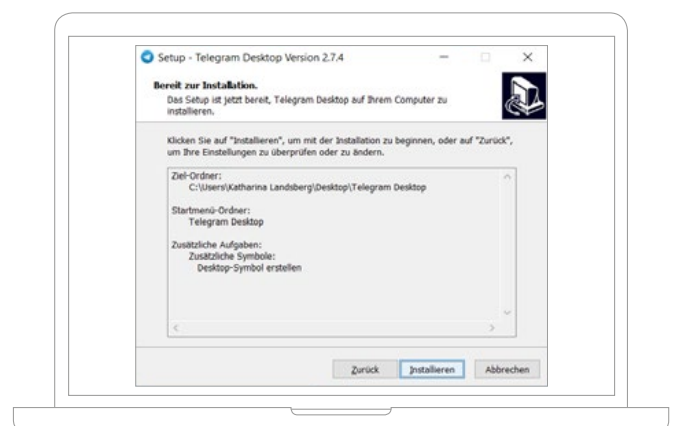 Setup - Telegram Desktop Version 2.7.4
Bereit zur Installation.
Das Setup ist jetzt bereit, Telegram Desktop auf Ihrem Computer zu
installieren.
Klicken Sie auf "Installieren", um mit der Installation zu beginnen, oder auf "Zurück",
um Ihre Einstellungen zu überprüfen oder zu ändern.
Ziel-Ordner:
C:\Users\Katharina Landsberg\Desktop\Telegram Desktop
Startmenü-Ordner:
Telegram Desktop
Zusätzliche Aufgaben:
Zusätzliche Symbole:
Desktop-Symbol erstellen
Zurück Installieren Abbrechen